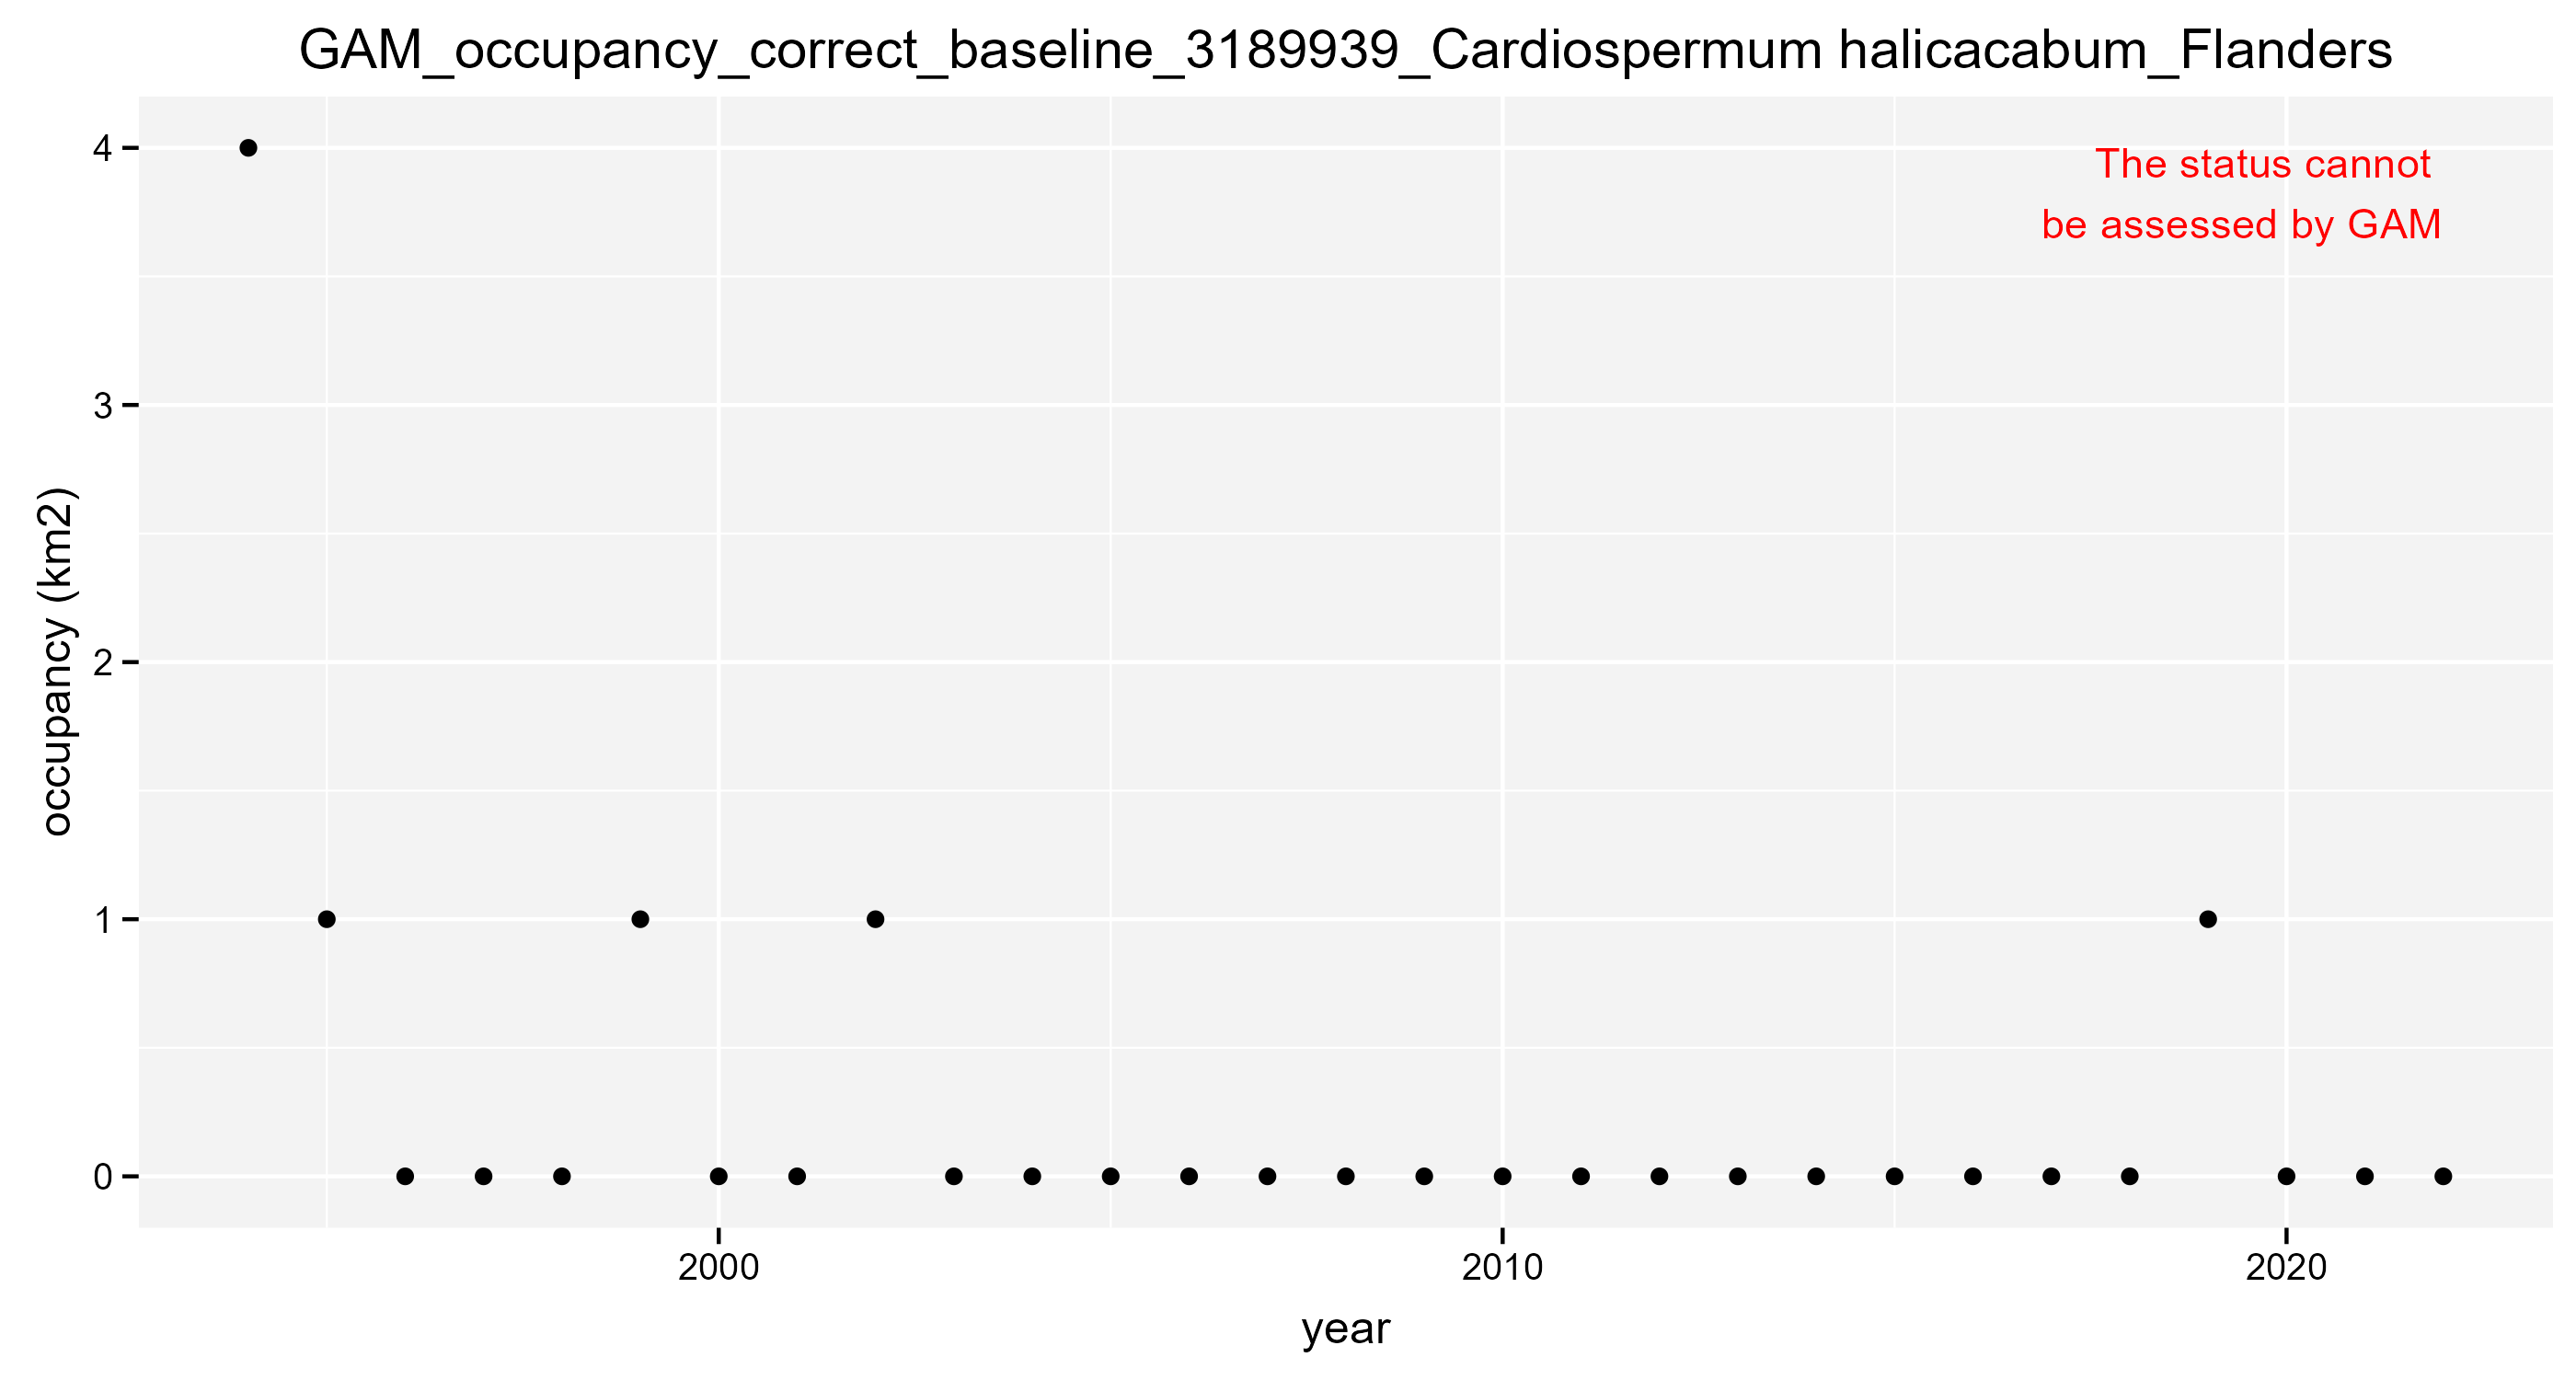 GAM_occupancy_correct_baseline_3189939_Cardiospermum halicacabum_Flanders
The status cannot
be assessed by GAM
occupancy (km2)
4
3
2
1
0
2000
2010
2020
year